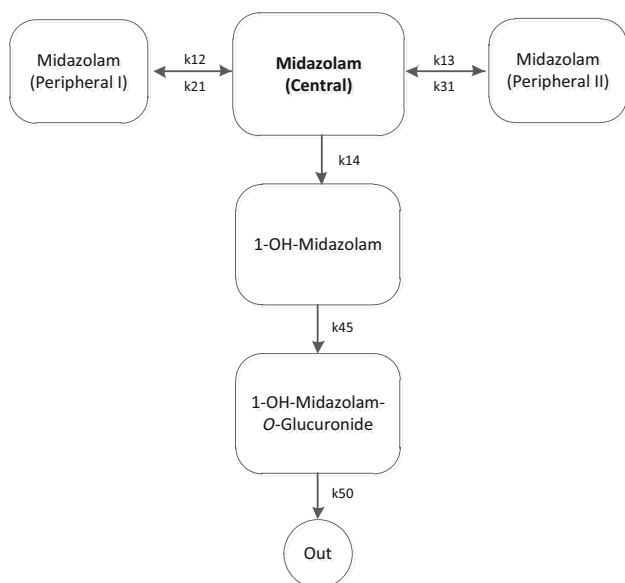 Midazolam
(Peripheral I)
k12
k21
Midazolam
(Central)
k13
k31
Midazolam
(Peripheral II)
k14
1-OH-Midazolam
k45
1-OH-Midazolam-
O-Glucuronide
k50
Out